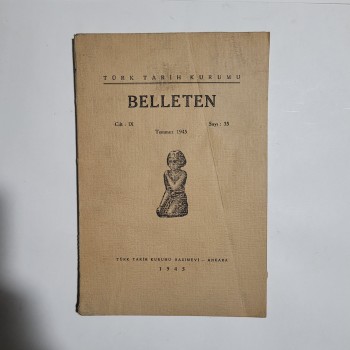 TÜRK TARİH KURUMU
BELLETEN
Cilt : IX Sayı : 35
Temmuz 1945
TÜRK TARİH KURUMU BASIMEVİ - ANKARA
1945